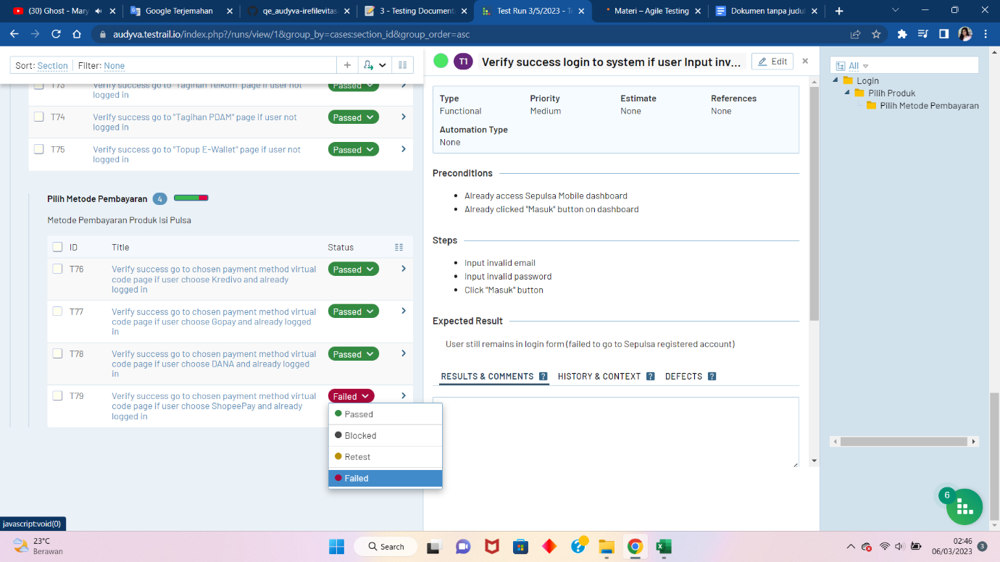 (30) Ghost - Mary
Google Terjemahan
qe_audyva-irefilevitas
3 - Testing Documenta
Test Run 3/5/2023 - Te
Materi – Agile Testing
Dokumen tanpa judul
audyva.testrail.io/index.php?/runs/view/1&group_by=cases:section_id&group_order=asc
Sort: Section Filter: None
T73 Verify success go to "Tagihan Telkom" page if user not
logged in
Passed
T74 Verify success go to "Tagihan PDAM" page if user not
logged in
Passed
T75 Verify success go to "Topup E-Wallet" page if user not
logged in
Passed
Pilih Metode Pembayaran 4
Metode Pembayaran Produk Isi Pulsa
ID Title Status
T76 Verify success go to chosen payment method virtual
code page if user choose Kredivo and already
logged in
Passed
T77 Verify success go to chosen payment method virtual
code page if user choose Gopay and already logged
in
Passed
T78 Verify success go to chosen payment method virtual
code page if user choose DANA and already logged
in
Passed
T79 Verify success go to chosen payment method virtual
code page if user choose ShopeePay and already
logged in
Failed
Passed
Blocked
Retest
Failed
T1 Verify success login to system if user Input inv...
Edit
Type Priority Estimate References
Functional Medium None None
Automation Type
None
Preconditions
Already access Sepulsa Mobile dashboard
Already clicked "Masuk" button on dashboard
Steps
Input invalid email
Input invalid password
Click "Masuk" button
Expected Result
User still remains in login form (failed to go to Sepulsa registered account)
RESULTS & COMMENTS ? HISTORY & CONTEXT ? DEFECTS ?
All
Login
Pilih Produk
Pilih Metode Pembayaran
6
javascript:void(0)
23°C
Berawan
Search
02:46
06/03/2023
3